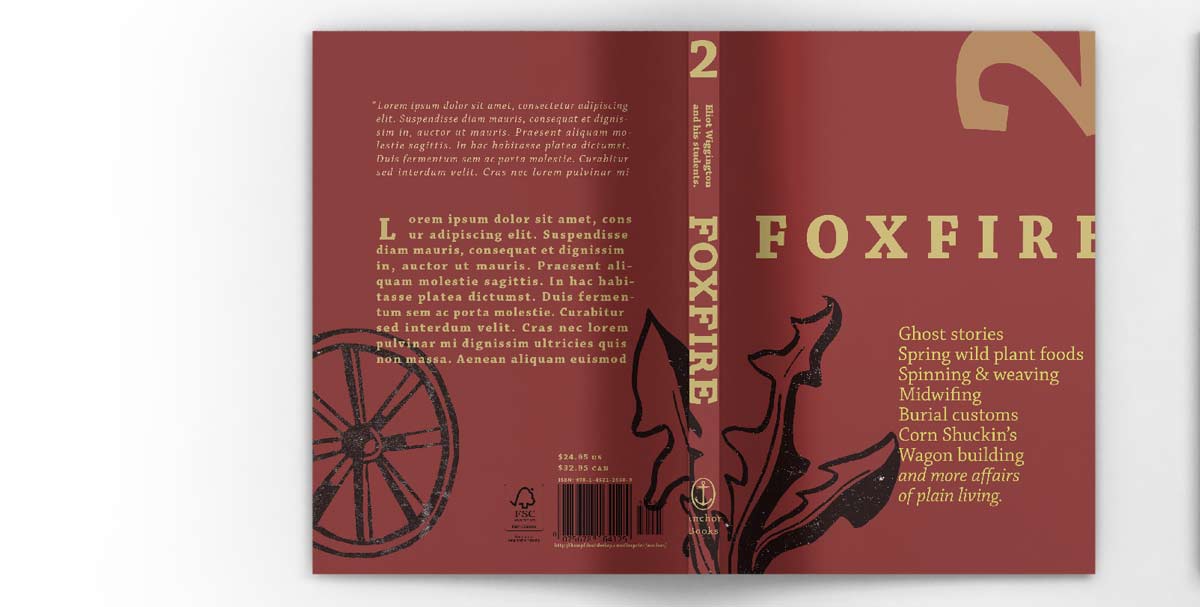 "Lorem ipsum dolor sit amet, consectetur adipiscing
elit. Suspendisse diam mauris, consequat et dignis-
sim in, auctor ut mauris. Praesent aliquam mo-
lestie sagittis. In hac habitasse platea dictumst.
Duis fermentum sem ac porta molestie. Curabitur
sed interdum velit. Cras nec lorem pulvinar mi
Lorem ipsum dolor sit amet, cons
ur adipiscing elit. Suspendisse
diam mauris, consequat et dignissim
in, auctor ut mauris. Praesent ali-
quam molestie sagittis. In hac habi-
tasse platea dictumst. Duis fermen-
tum sem ac porta molestie. Curabitur
sed interdum velit. Cras nec lorem
pulvinar mi dignissim ultricies quis
non massa. Aenean aliquam euismod
$24.95 US
$32.95 CAN
FSC
2
Eliot Wiggington
and his students.
FOXFIRE
Anchor
Books
2
FOXFIRE
Ghost stories
Spring wild plant foods
Spinning & weaving
Midwifing
Burial customs
Corn Shuckin's
Wagon building
and more affairs
of plain living.